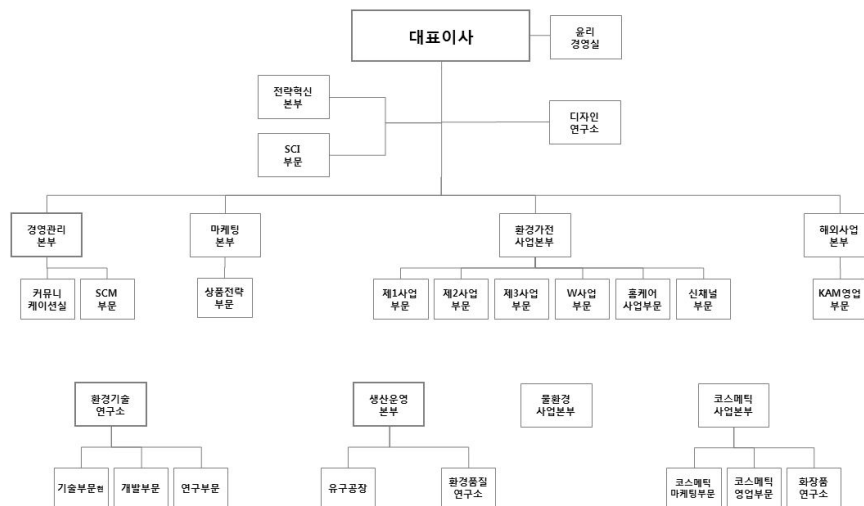 대표이사
윤리
경영실
전략혁신
본부
디자인
연구소
SCI
부문
경영관리
본부
마케팅
본부
환경가전
사업본부
해외사업
본부
커뮤니
케이션실
SCM
부문
상품전략
부문
제1사업
부문
제2사업
부문
제3사업
부문
W사업
부문
홈케어
사업부문
신채널
부문
KAM영업
부문
환경기술
연구소
생산운영
본부
물환경
사업본부
코스메틱
사업본부
기술부문
개발부문
연구부문
유구공장
환경품질
연구소
코스메틱
마케팅부문
코스메틱
영업부문
화장품
연구소